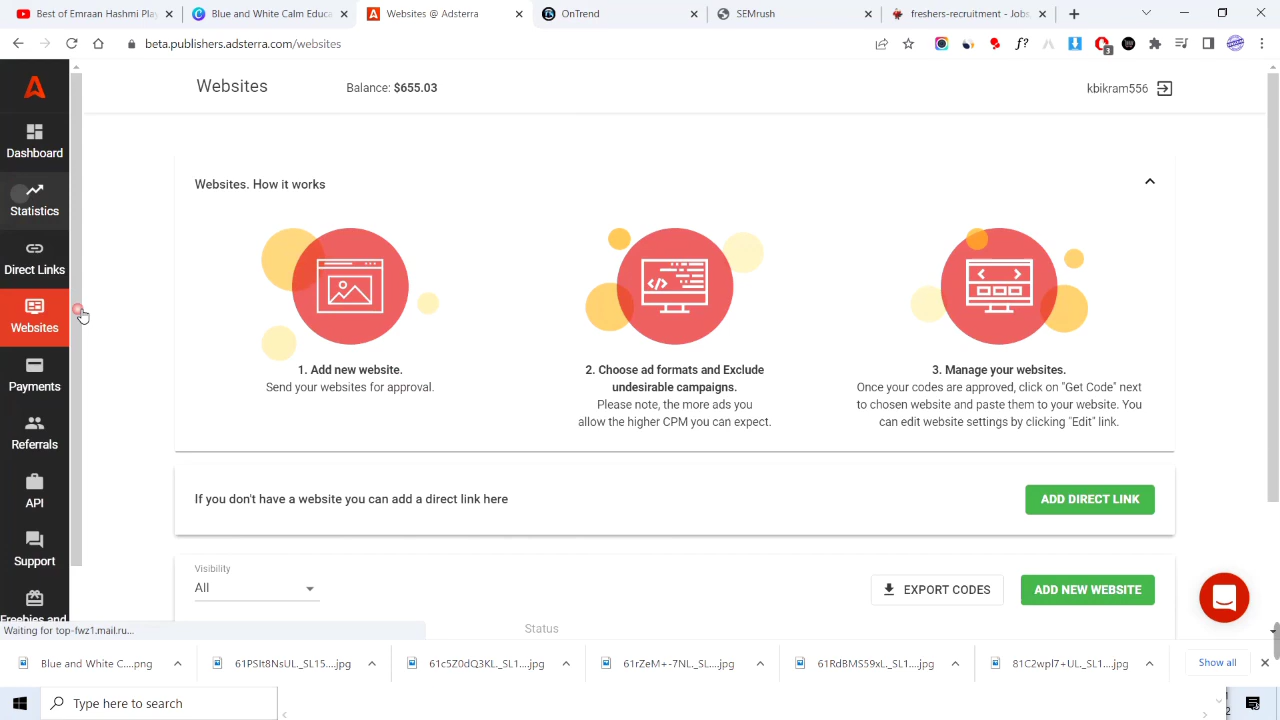 Best Practice of Hashmi Play
Blue and White Creative Und
Websites @ Adsterra
OnTrend
SEMrush
Features recruitment - Jobs
beta.publishers.adsterra.com/websites
3
Websites
Balance: $655.03
kbikram556
Dashboard
Statistics
Direct Links
Websites
Payments
Referrals
API
Support
Freebies and
Websites. How it works
1. Add new website.
Send your websites for approval.
2. Choose ad formats and Exclude
undesirable campaigns.
Please note, the more ads you
allow the higher CPM you can expect.
3. Manage your websites.
Once your codes are approved, click on "Get Code" next
to chosen website and paste them to your website. You
can edit website settings by clicking "Edit" link.
If you don't have a website you can add a direct link here
ADD DIRECT LINK
Visibility
All
EXPORT CODES
ADD NEW WEBSITE
Status
Waiting for top-fwz1.mail.ru...
Blue and White C....png
61PSIt8NsUL._SL15....jpg
61c5Z0dQ3KL._SL1....jpg
61rZeM+-7NL._SL....jpg
61RdBMS59xL._SL1....jpg
81C2wpl7+UL._SL1....jpg
Show all
Type here to search